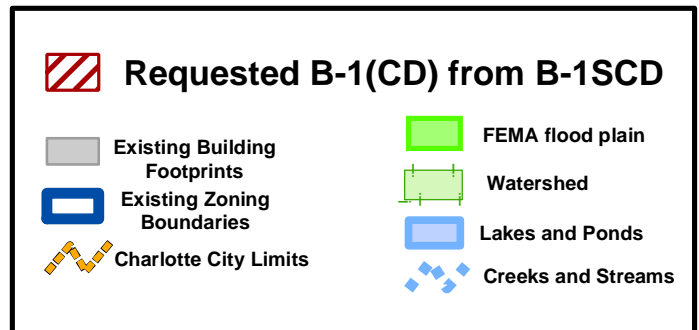 Requested B-1(CD) from B-1SCD
Existing Building
Footprints
Existing Zoning
Boundaries
Charlotte City Limits
FEMA flood plain
Watershed
Lakes and Ponds
Creeks and Streams